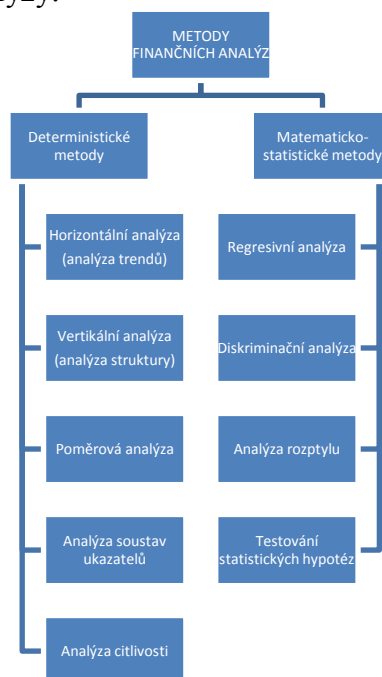 METODY
FINANČNÍCH ANALÝZ
Deterministické
metody
Matematicko-
statistické metody
Horizontální analýza
(analýza trendů)
Regresivní analýza
Vertikální analýza
(analýza struktury)
Diskriminační analýza
Poměrová analýza
Analýza rozptylu
Analýza soustav
ukazatelů
Testování
statistických hypotéz
Analýza citlivosti